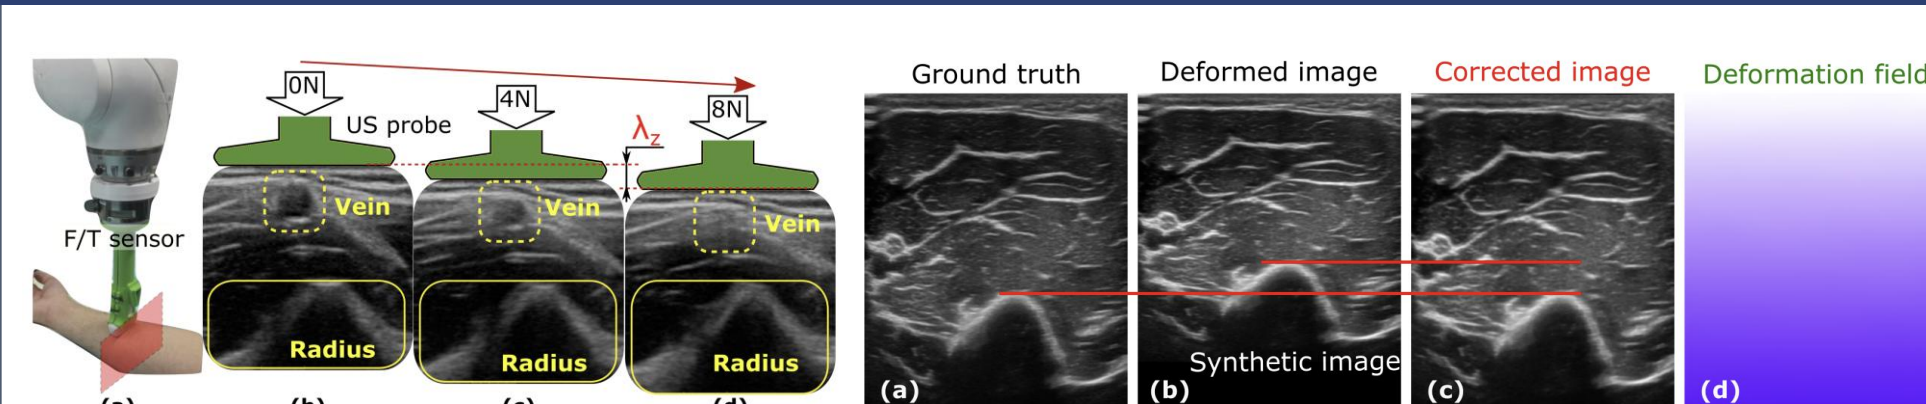 0N
4N
8N
US probe
λz
Vein
Vein
Vein
F/T sensor
Radius
Radius
Radius
(a)
(b)
(c)
(d)
Ground truth
Deformed image
Corrected image
Deformation field
Synthetic image
(a)
(b)
(c)
(d)